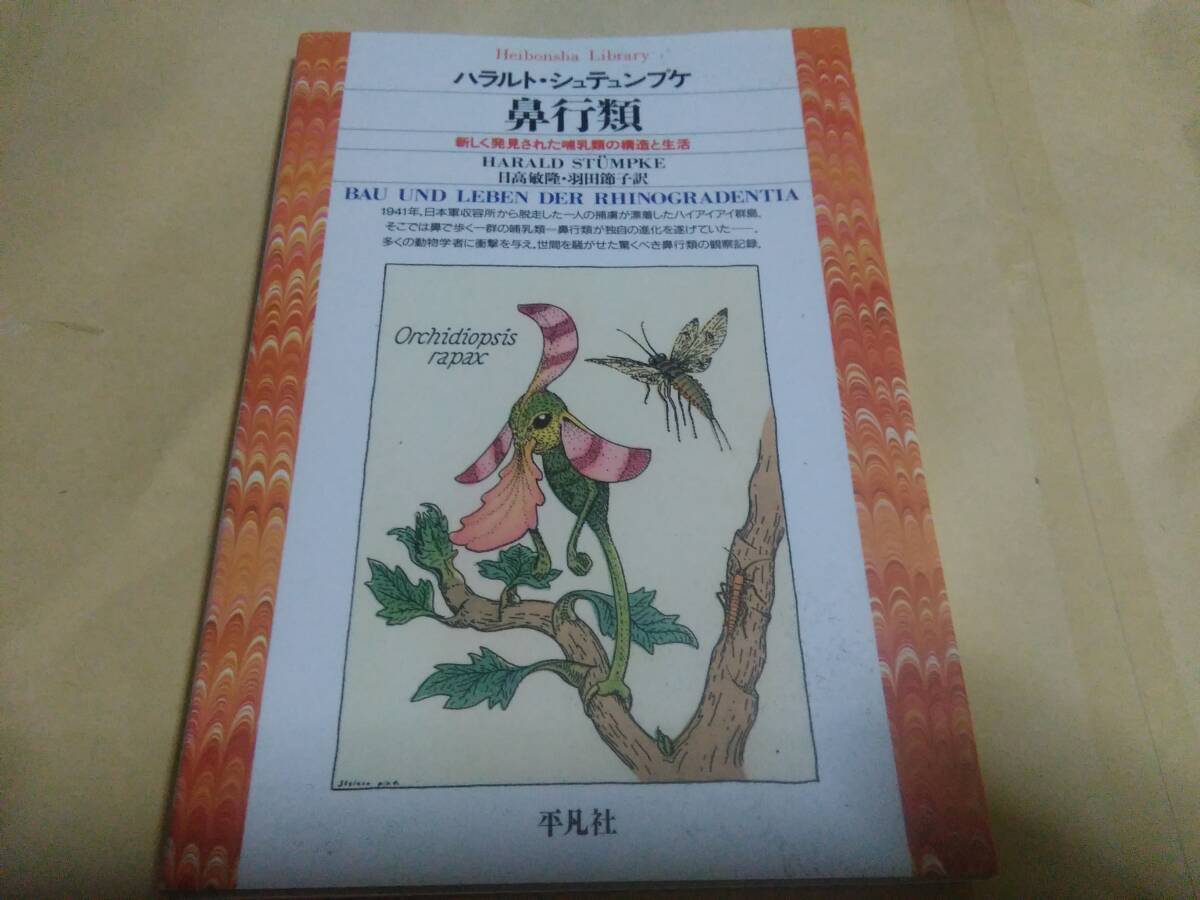 Heibonsha Library
ハラルト・シュテュンプケ
鼻行類
新しく発見された哺乳類の構造と生活
HARALD STÜMPKE
日高敏隆・羽田節子訳
BAU UND LEBEN DER RHINOGRADENTIA
1941年、日本軍収容所から脱走した一人の捕虜が漂着したハイアイアイ群島。
そこでは鼻で歩く一群の哺乳類=鼻行類が独自の進化を遂げていた——。
多くの動物学者に衝撃を与え、世間を騒がせた驚くべき鼻行類の観察記録。
Orchidiopsis
rapax
平凡社